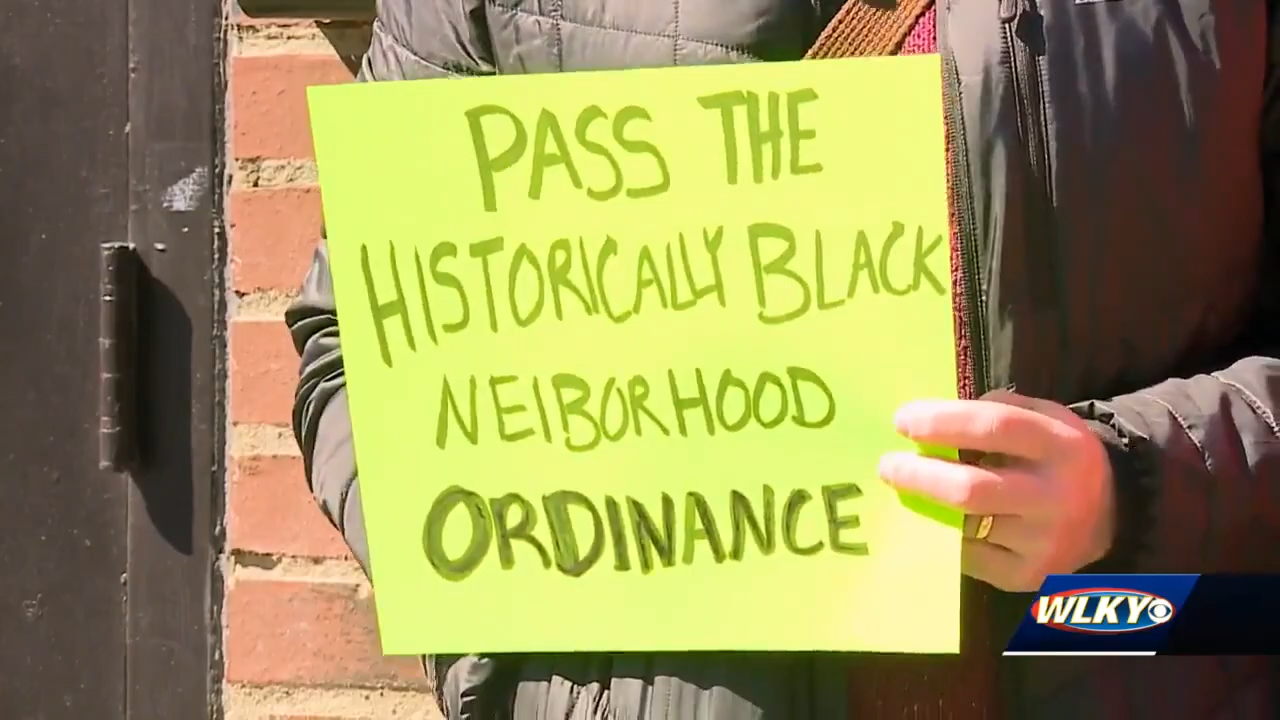 PASS THE
HISTORICALLY BLACK
NEIBORHOOD
ORDINANCE
WLKY